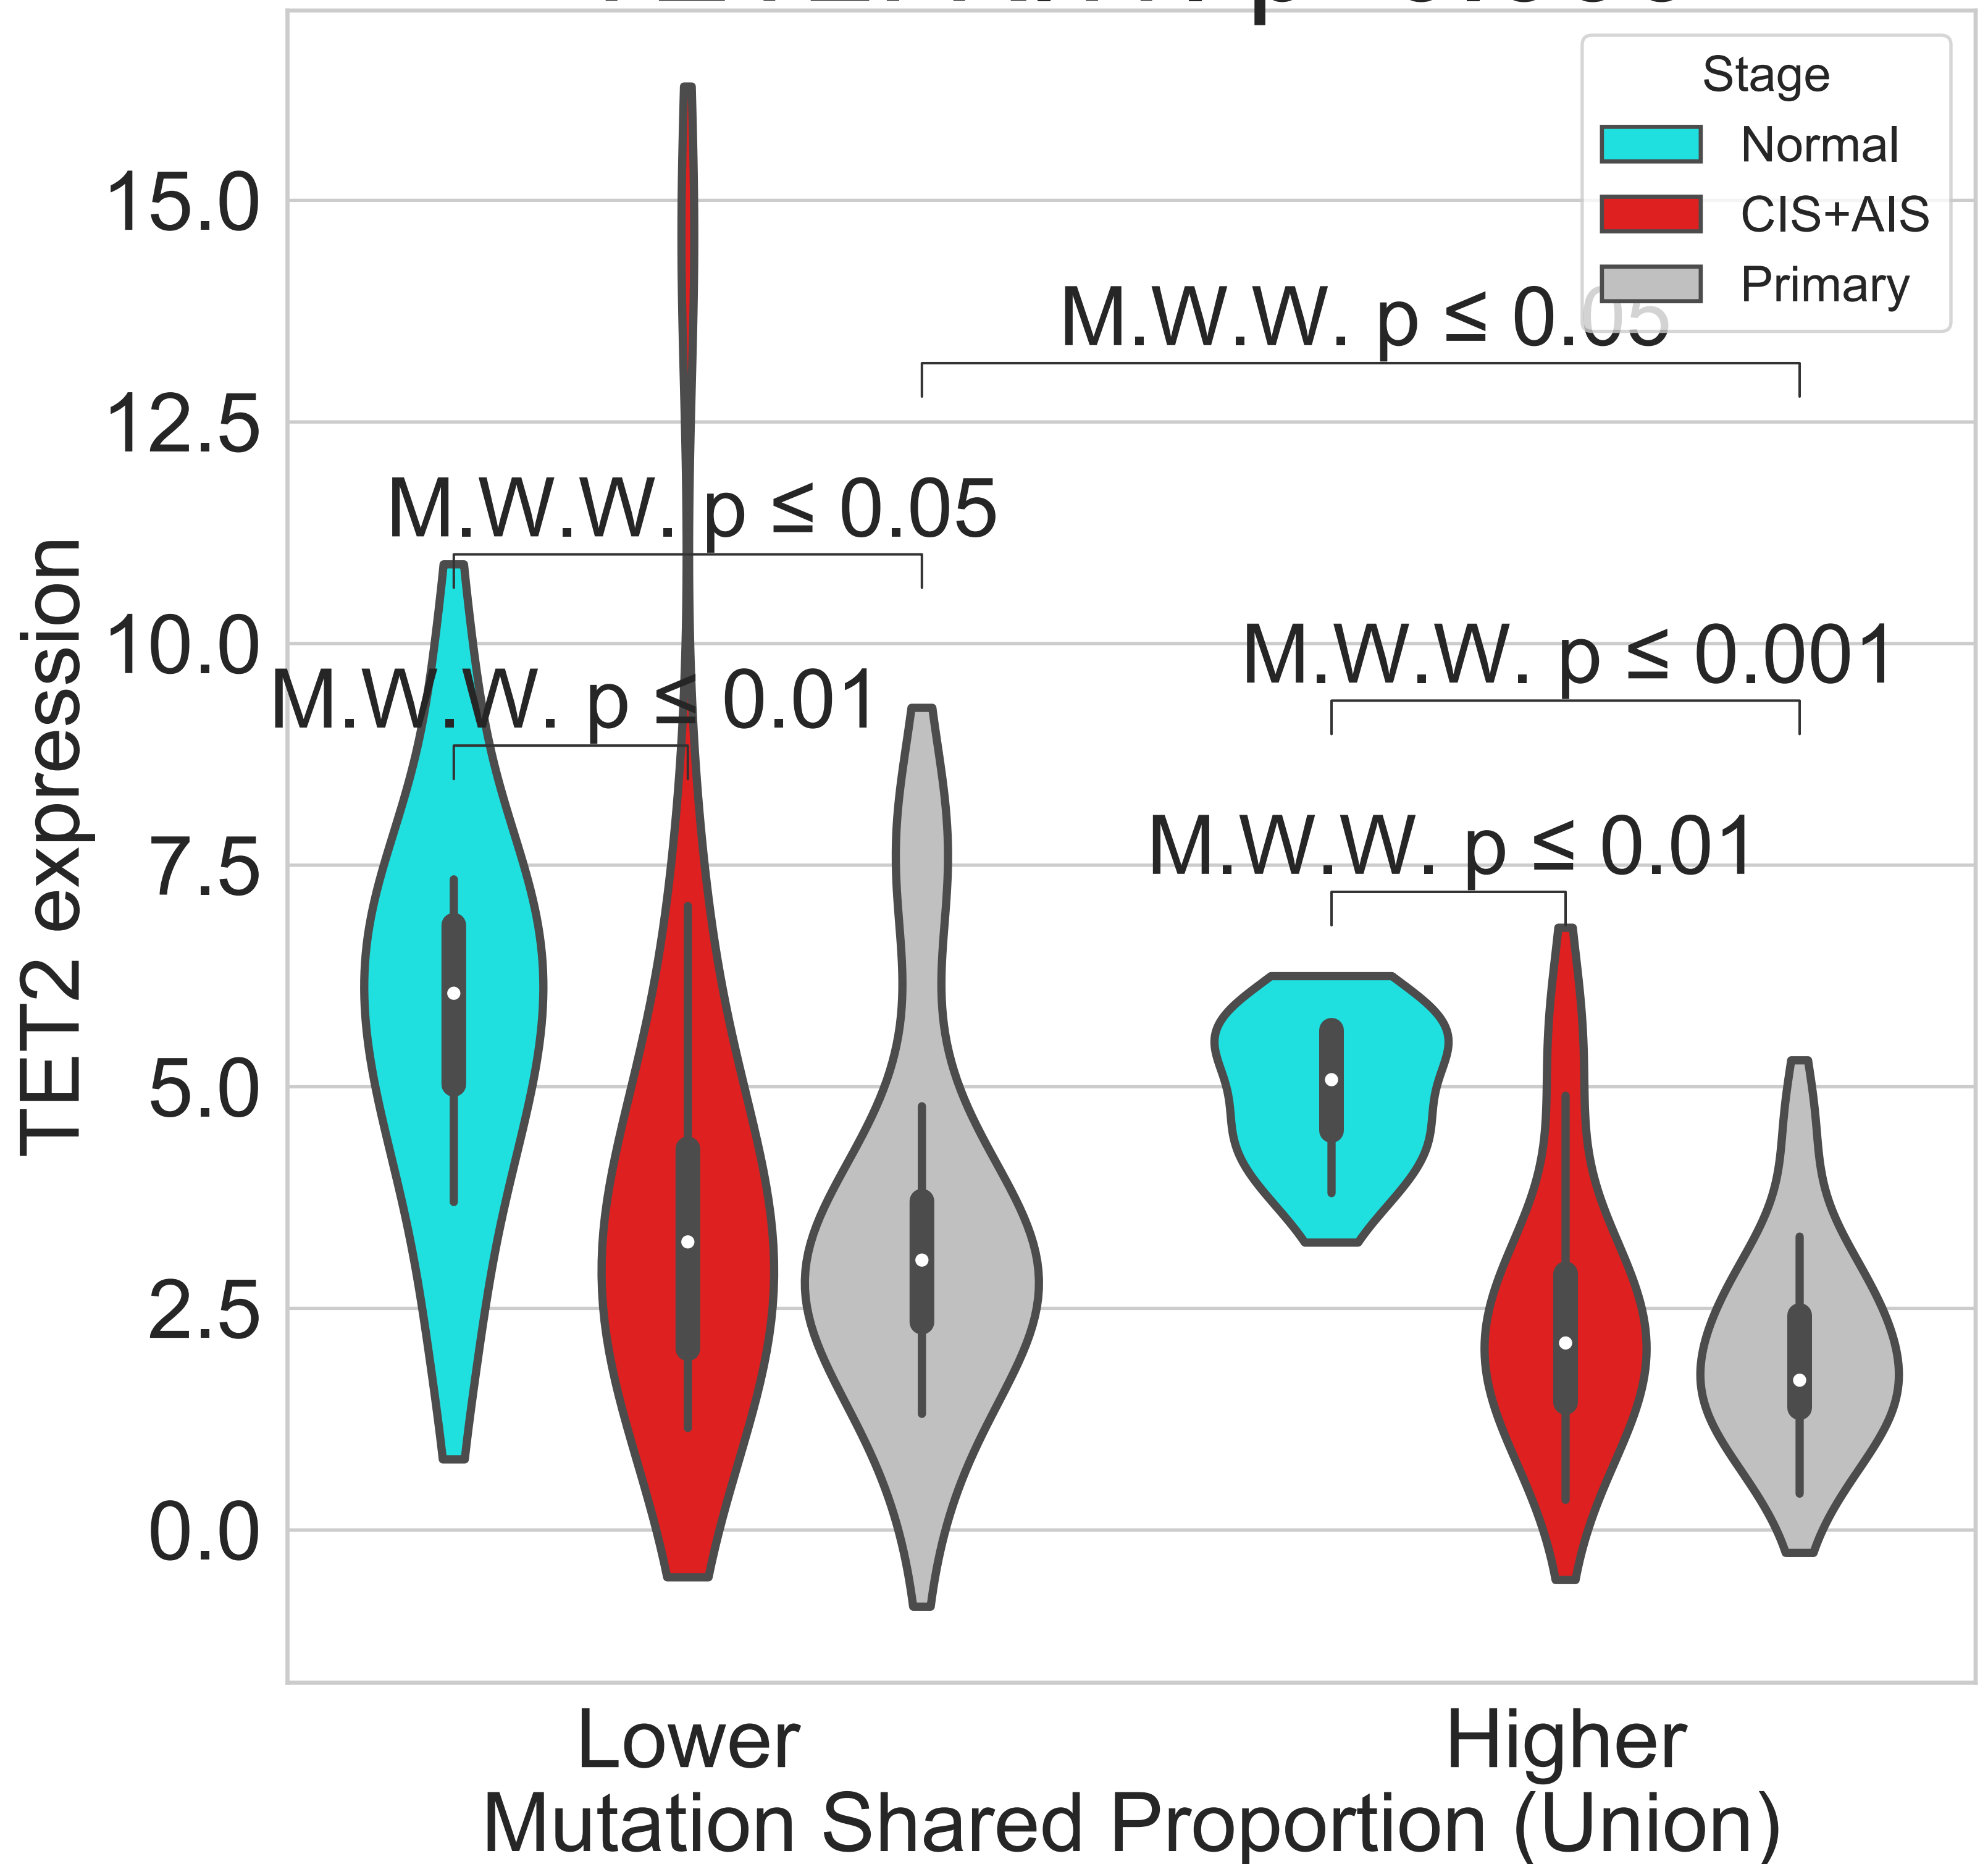 Stage
Normal
CIS+AIS
Primary
15.0
12.5
10.0
7.5
5.0
2.5
0.0
TET2 expression
M.W.W. p ≤ 0.05
M.W.W. p ≤ 0.05
M.W.W. p ≤ 0.01
M.W.W. p ≤ 0.001
M.W.W. p ≤ 0.01
Lower
Higher
Mutation Shared Proportion (Union)